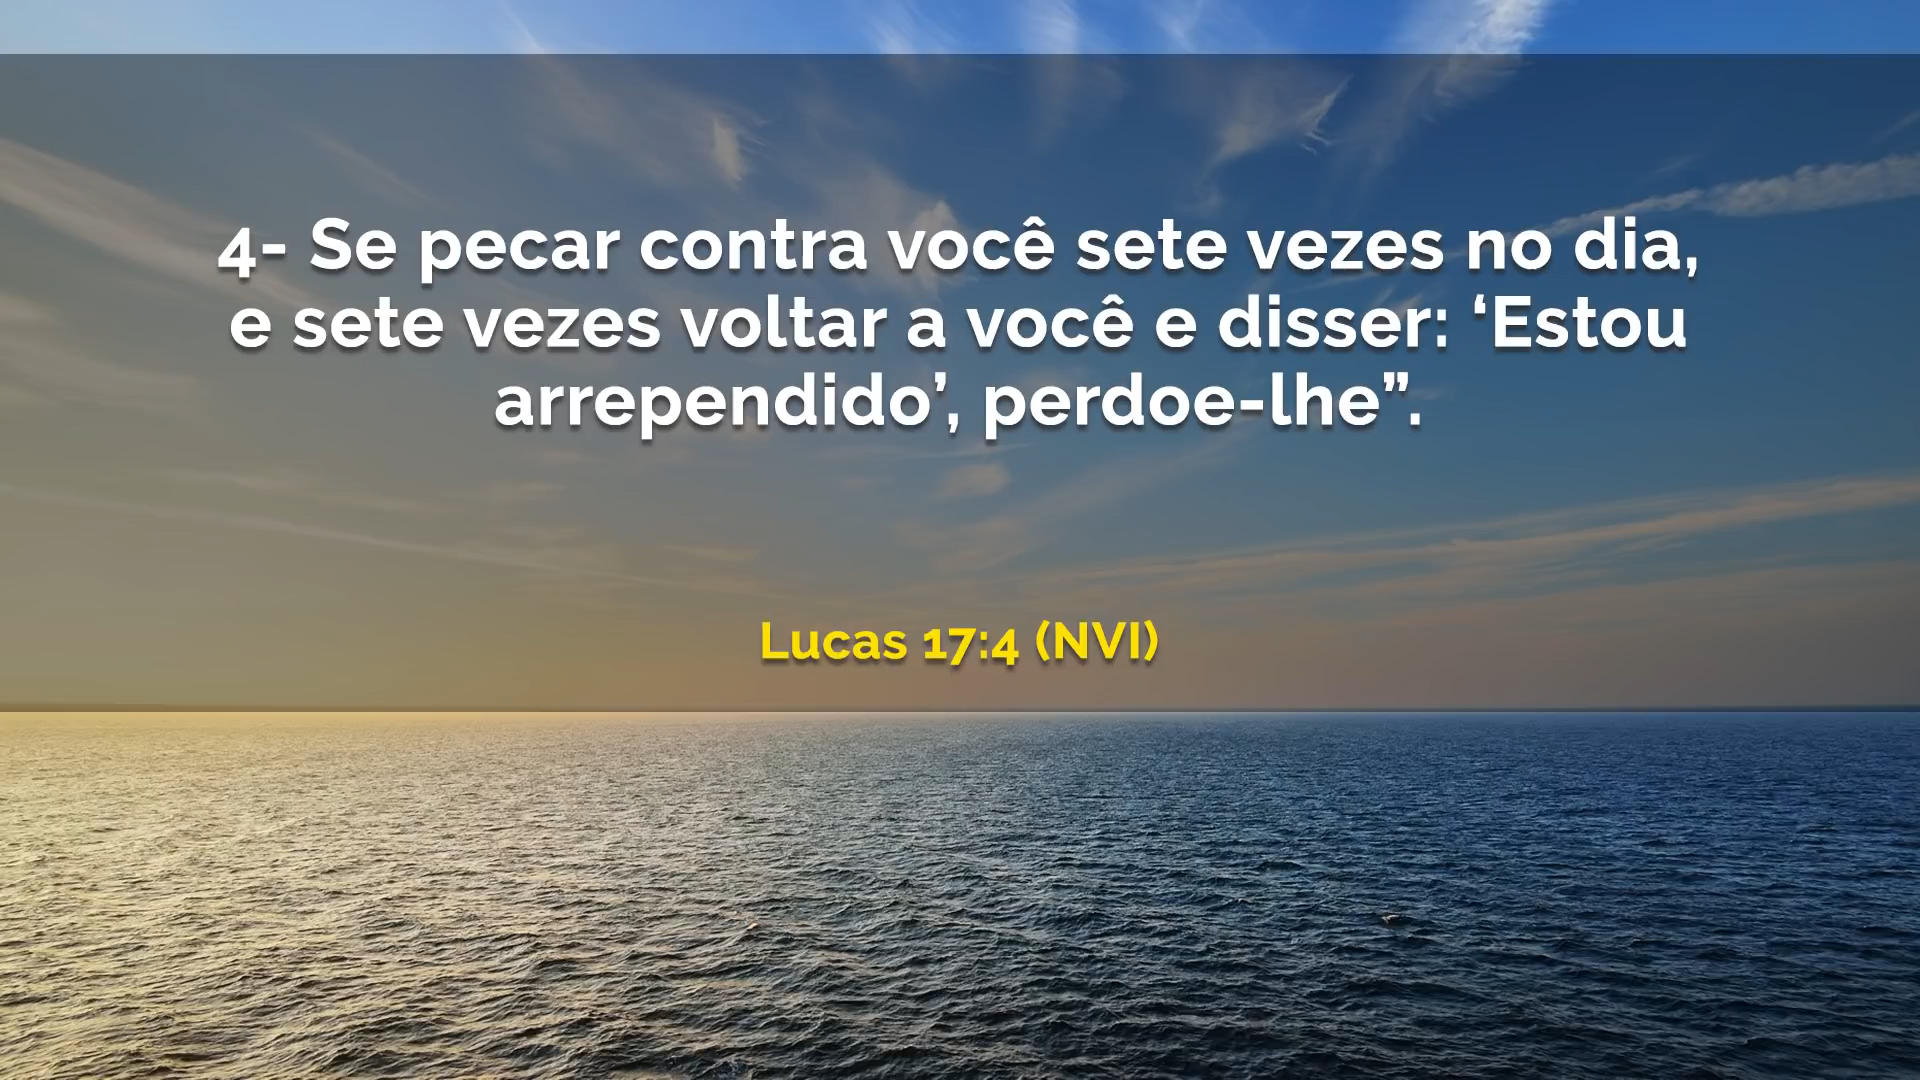 4- Se pecar contra você sete vezes no dia,
e sete vezes voltar a você e disser: ‘Estou
arrependido’, perdoe-lhe”.
Lucas 17:4 (NVI)